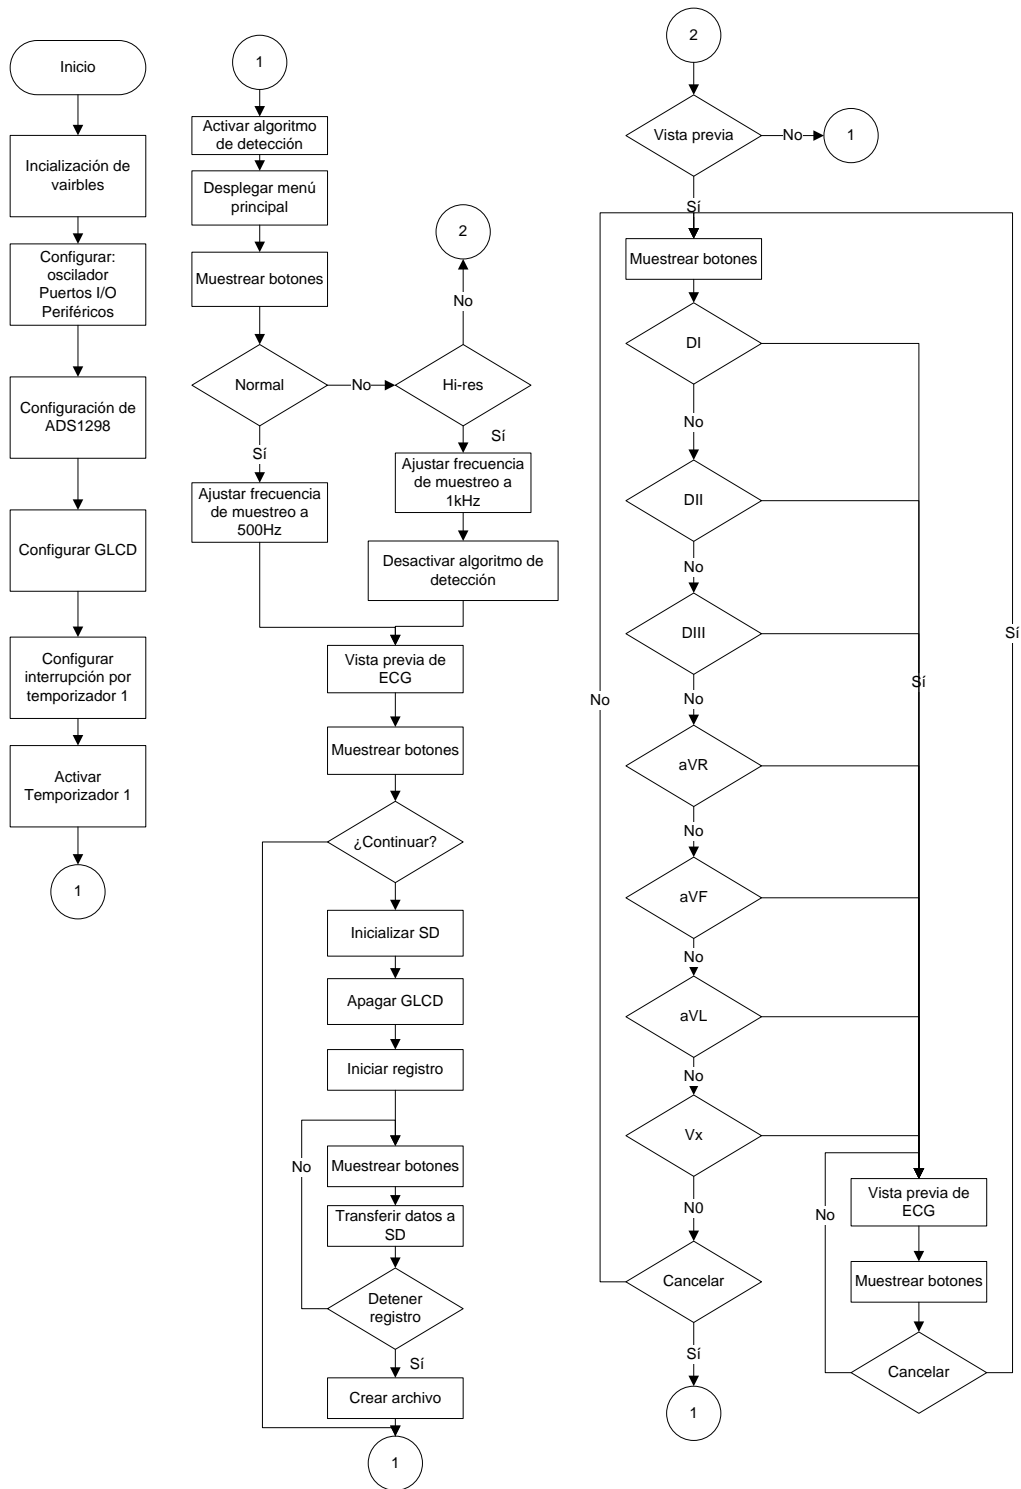 Inicio
Incialización de
vairbles
Configurar:
oscilador
Puertos I/O
Periféricos
Configuración de
ADS1298
Configurar GLCD
Configurar
interrupción por
temporizador 1
Activar
Temporizador 1
1
1
Activar algoritmo
de detección
Desplegar menú
principal
Muestrear botones
Normal
No
Hi-res
No
2
Sí
Ajustar frecuencia
de muestreo a
500Hz
Sí
Ajustar frecuencia
de muestreo a
1kHz
Desactivar algoritmo de
detección
Vista previa de
ECG
Muestrear botones
¿Continuar?
Inicializar SD
Apagar GLCD
Iniciar registro
Muestrear botones
No
Transferir datos a
SD
Detener
registro
Sí
Crear archivo
1
2
Vista previa
No
1
Sí
Muestrear botones
DI
No
DII
No
DIII
No
aVR
No
aVF
No
aVL
No
Vx
N0
Cancelar
No
Sí
1
Sí
Vista previa de
ECG
Muestrear botones
Cancelar
No
Sí